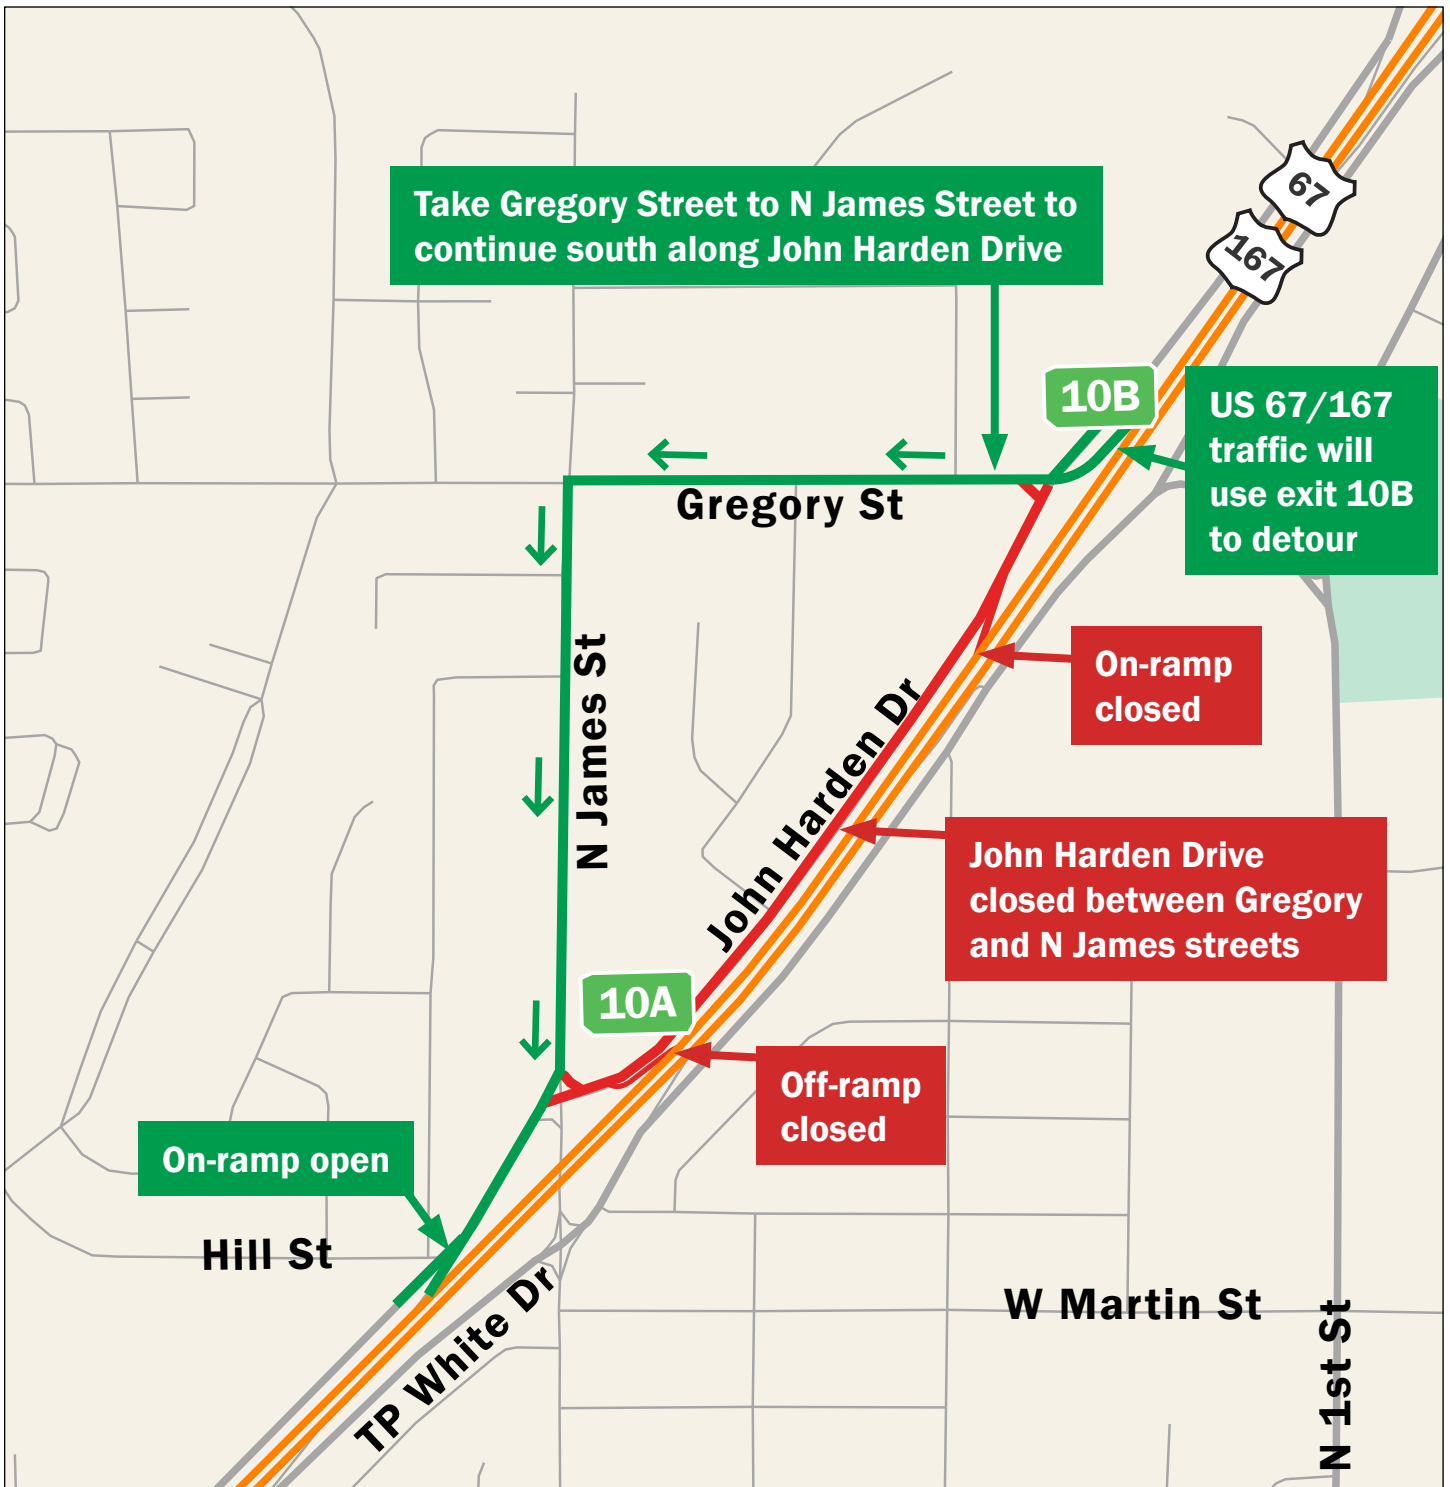 67
167
Take Gregory Street to N James Street to
continue south along John Harden Drive
10B
US 67/167
traffic will
use exit 10B
to detour
Gregory St
On-ramp
closed
N James St
John Harden Dr
John Harden Drive
closed between Gregory
and N James streets
10A
Off-ramp
closed
On-ramp open
Hill St
TP White Dr
W Martin St
N 1st St